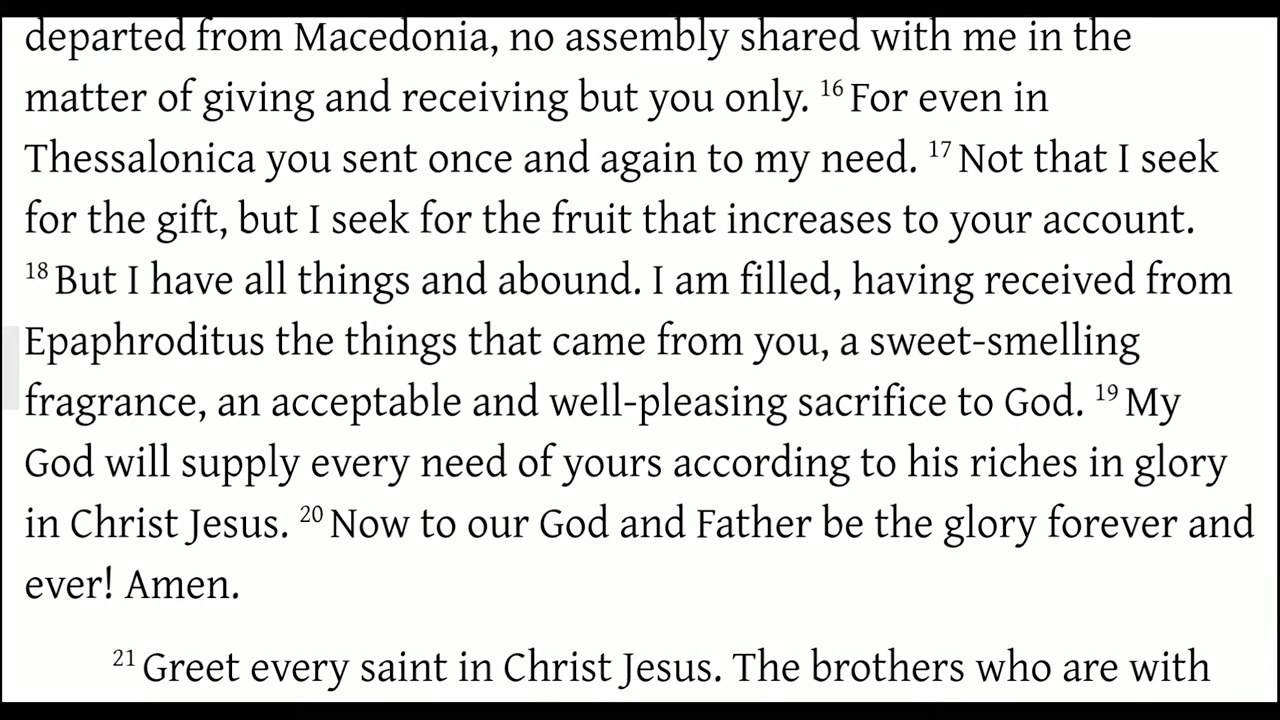 departed from Macedonia, no assembly shared with me in the
matter of giving and receiving but you only. 16 For even in
Thessalonica you sent once and again to my need. 17 Not that I seek
for the gift, but I seek for the fruit that increases to your account.
18 But I have all things and abound. I am filled, having received from
Epaphroditus the things that came from you, a sweet-smelling
fragrance, an acceptable and well-pleasing sacrifice to God. 19 My
God will supply every need of yours according to his riches in glory
in Christ Jesus. 20 Now to our God and Father be the glory forever and
ever! Amen.
21 Greet every saint in Christ Jesus. The brothers who are with